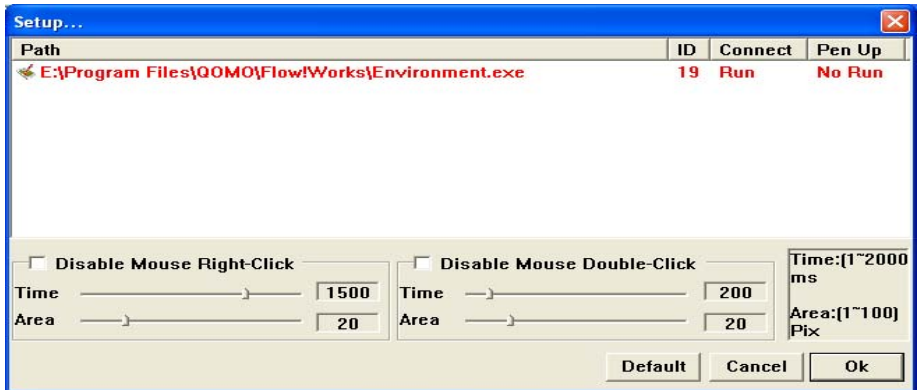 Setup...
Path ID Connect Pen Up
E:\Program Files\QOMO\Flow!Works\Environment.exe 19 Run No Run
Disable Mouse Right-Click
Time 1500
Area 20
Disable Mouse Double-Click
Time 200
Area 20
Time:(1~2000
ms
Area:(1~100)
Pix
Default Cancel Ok